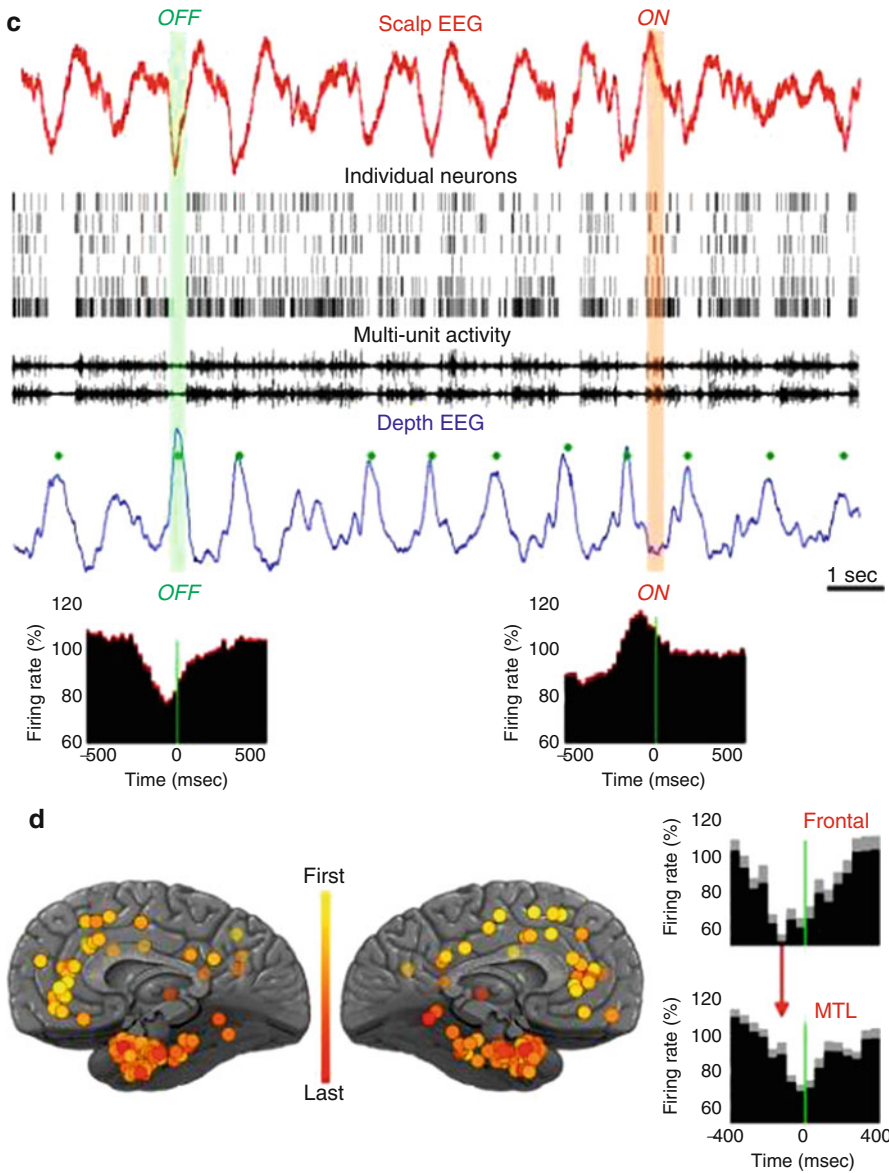 c
OFF
Scalp EEG
ON
Individual neurons
Multi-unit activity
Depth EEG
1 sec
OFF
ON
Firing rate (%)
120
100
80
60
–500
0
500
Time (msec)
Firing rate (%)
120
100
80
60
–500
0
500
Time (msec)
d
First
Last
Frontal
Firing rate (%)
120
100
80
60
MTL
Firing rate (%)
120
100
80
60
–400
0
400
Time (msec)